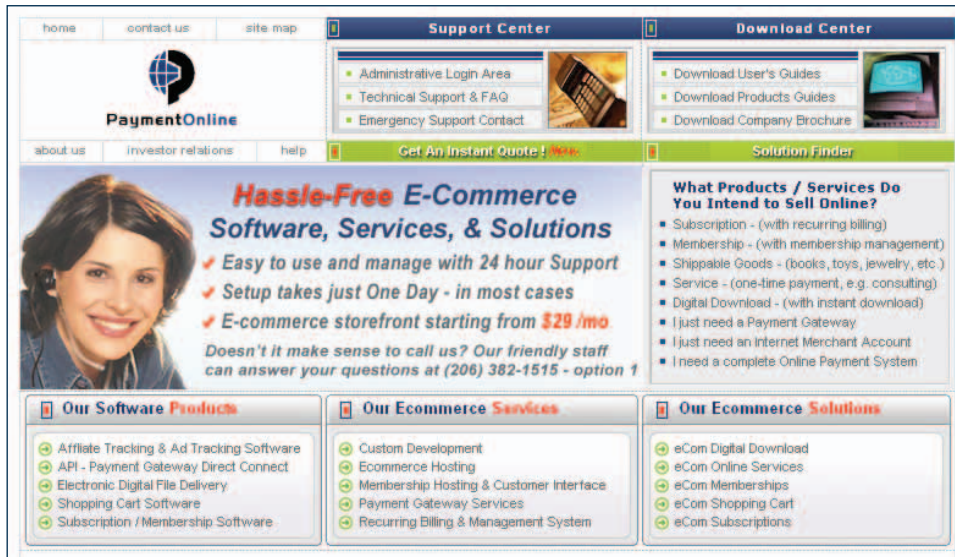 home contact us site map
Support Center
Download Center
Administrative Login Area
Technical Support & FAQ
Emergency Support Contact
Download User's Guides
Download Products Guides
Download Company Brochure
PaymentOnline
about us investor relations help
Get An Instant Quote !
Solution Finder
Hassle-Free E-Commerce
Software, Services, & Solutions
Easy to use and manage with 24 hour Support
Setup takes just One Day - in most cases
E-commerce storefront starting from $29 /mo
Doesn't it make sense to call us? Our friendly staff
can answer your questions at (206) 382-1515 - option 1
What Products / Services Do
You Intend to Sell Online?
Subscription - (with recurring billing)
Membership - (with membership management)
Shippable Goods - (books, toys, jewelry, etc.)
Service - (one-time payment, e.g. consulting)
Digital Download - (with instant download)
I just need a Payment Gateway
I just need an Internet Merchant Account
I need a complete Online Payment System
Our Software Products
Affliate Tracking & Ad Tracking Software
API - Payment Gateway Direct Connect
Electronic Digital File Delivery
Shopping Cart Software
Subscription / Membership Software
Our Ecommerce Services
Custom Development
Ecommerce Hosting
Membership Hosting & Customer Interface
Payment Gateway Services
Recurring Billing & Management System
Our Ecommerce Solutions
eCom Digital Download
eCom Online Services
eCom Memberships
eCom Shopping Cart
eCom Subscriptions